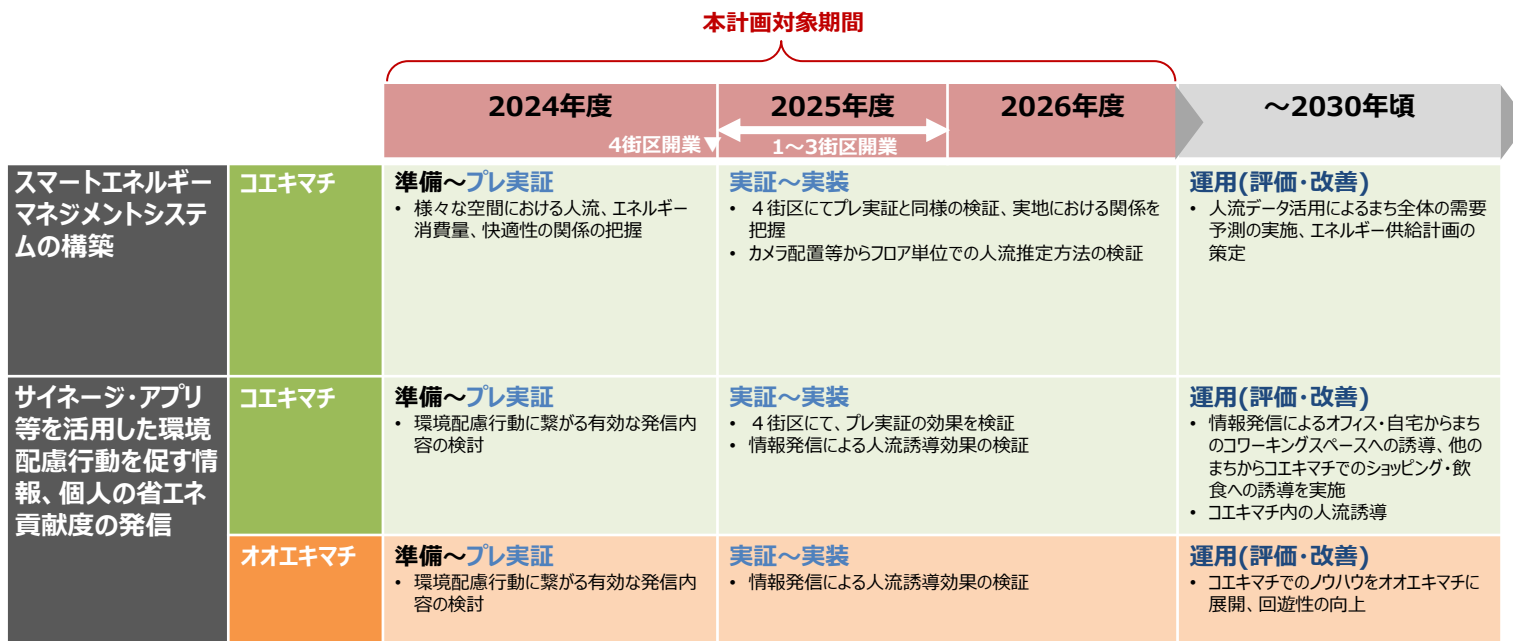 本計画対象期間
2024年度
2025年度
2026年度
～2030年頃
4街区開業▼
1～3街区開業
スマートエネルギー
マネジメントシステ
ムの構築
コエキマチ
準備～プレ実証
• 様々な空間における人流、エネルギー
消費量、快適性の関係の把握
実証～実装
• ４街区にてプレ実証と同様の検証、実地における関係を
把握
• カメラ配置等からフロア単位での人流推定方法の検証
運用(評価･改善)
• 人流データ活用によるまち全体の需要
予測の実施、エネルギー供給計画の
策定
サイネージ･アプリ
等を活用した環境
配慮行動を促す情
報、個人の省エネ
貢献度の発信
コエキマチ
準備～プレ実証
• 環境配慮行動に繋がる有効な発信内
容の検討
実証～実装
• ４街区にて、プレ実証の効果を検証
• 情報発信による人流誘導効果の検証
運用(評価･改善)
• 情報発信によるオフィス･自宅からまち
のコワーキングスペースへの誘導、他の
まちからコエキマチでのショッピング･飲
食への誘導を実施
• コエキマチ内の人流誘導
オオエキマチ
準備～プレ実証
• 環境配慮行動に繋がる有効な発信内
容の検討
実証～実装
• 情報発信による人流誘導効果の検証
運用(評価･改善)
• コエキマチでのノウハウをオオエキマチに
展開、回遊性の向上